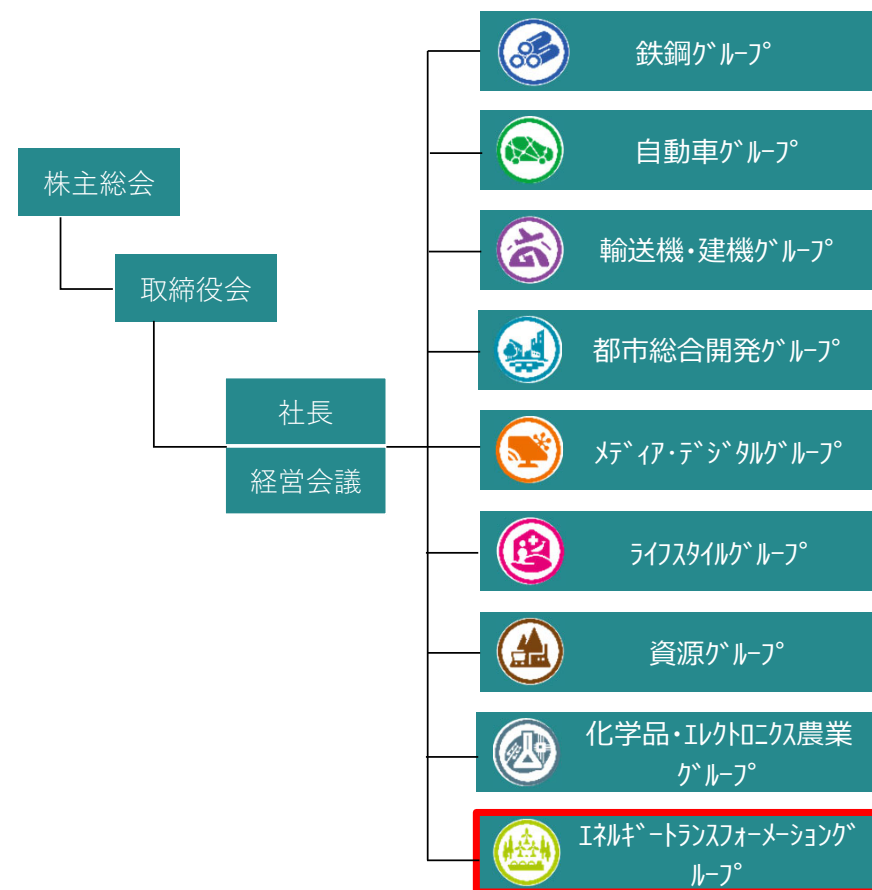 株主総会
取締役会
社長
経営会議
鉄鋼ｸﾞﾙｰﾌﾟ
自動車ｸﾞﾙｰﾌﾟ
輸送機・建機ｸﾞﾙｰﾌﾟ
都市総合開発ｸﾞﾙｰﾌﾟ
ﾒﾃﾞｨｱ・ﾃﾞｼﾞﾀﾙｸﾞﾙｰﾌﾟ
ﾗｲﾌｽﾀｲﾙｸﾞﾙｰﾌﾟ
資源ｸﾞﾙｰﾌﾟ
化学品・ｴﾚｸﾄﾛﾆｸｽ農業
ｸﾞﾙｰﾌﾟ
ｴﾈﾙｷﾞｰﾄﾗﾝｽﾌｫｰﾒｰｼｮﾝｸﾞ
ﾙｰﾌﾟ